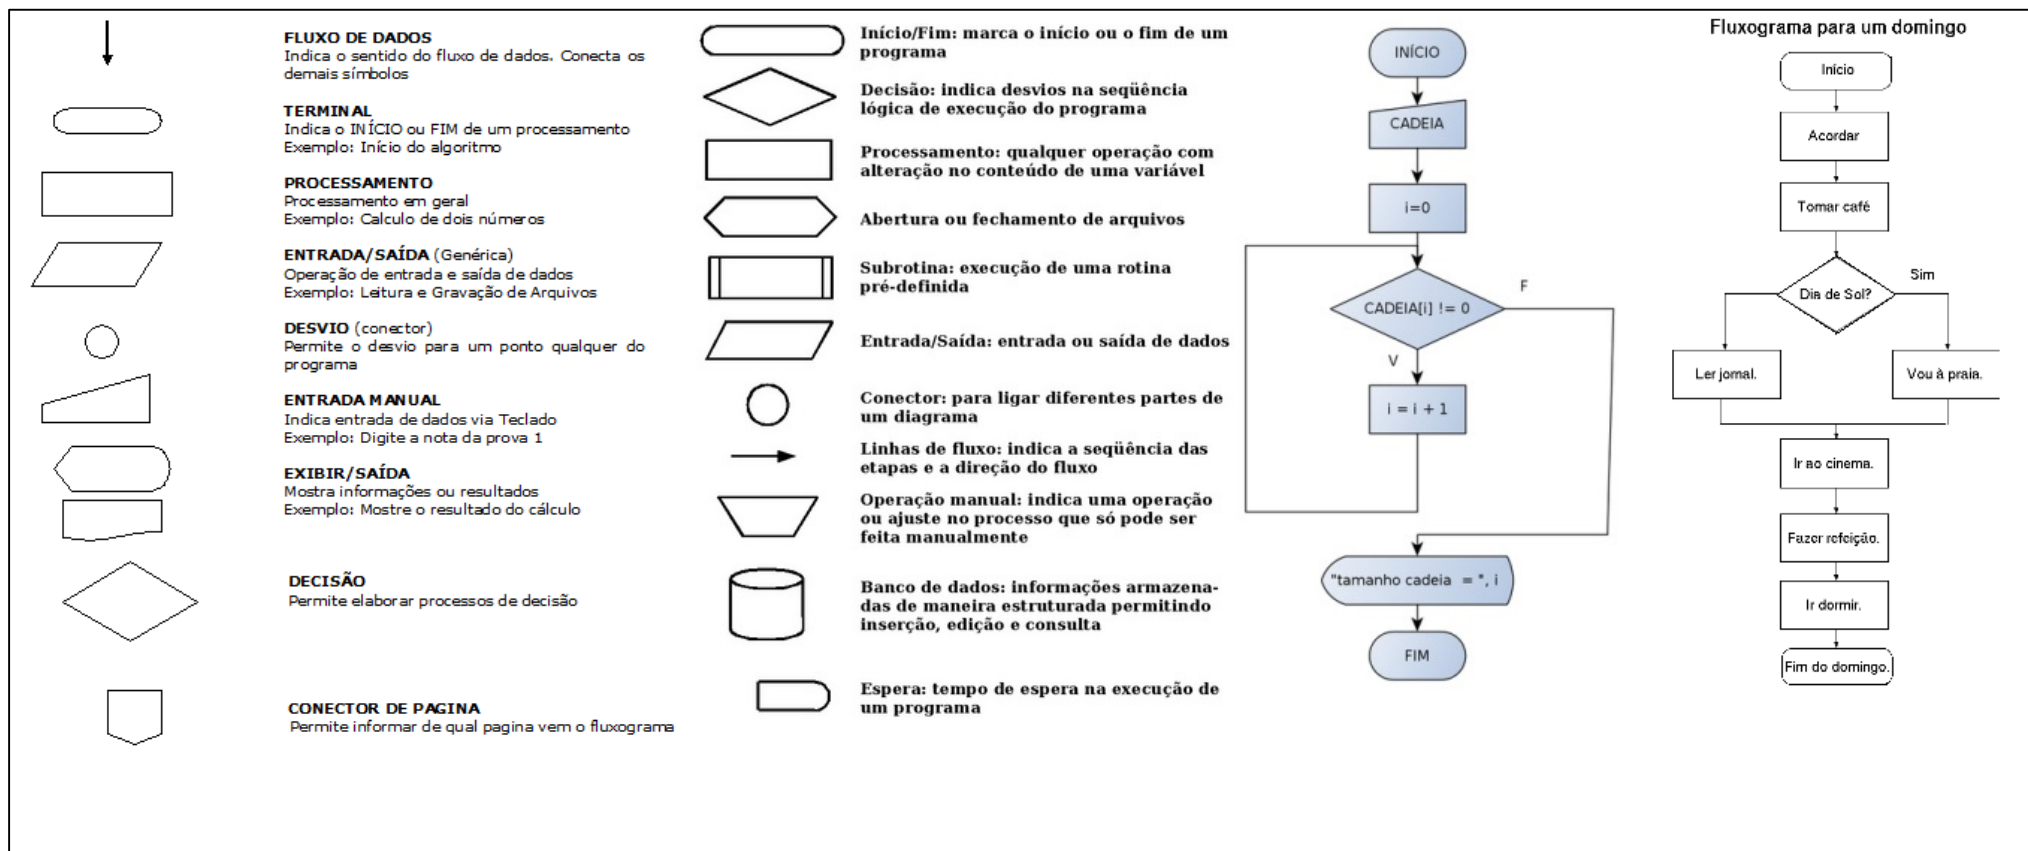 FLUXO DE DADOS
Indica o sentido do fluxo de dados. Conecta os
demais símbolos
TERMINAL
Indica o INÍCIO ou FIM de um processamento
Exemplo: Início do algoritmo
PROCESSAMENTO
Processamento em geral
Exemplo: Calculo de dois números
ENTRADA/SAÍDA (Genérica)
Operação de entrada e saída de dados
Exemplo: Leitura e Gravação de Arquivos
DESVIO (conector)
Permite o desvio para um ponto qualquer do
programa
ENTRADA MANUAL
Indica entrada de dados via Teclado
Exemplo: Digite a nota da prova 1
EXIBIR/SAÍDA
Mostra informações ou resultados
Exemplo: Mostre o resultado do cálculo
DECISÃO
Permite elaborar processos de decisão
CONECTOR DE PAGINA
Permite informar de qual pagina vem o fluxograma
Início/Fim: marca o início ou o fim de um
programa
Decisão: indica desvios na seqüência
lógica de execução do programa
Processamento: qualquer operação com
alteração no conteúdo de uma variável
Abertura ou fechamento de arquivos
Subrotina: execução de uma rotina
pré-definida
Entrada/Saída: entrada ou saída de dados
Conector: para ligar diferentes partes de
um diagrama
Linhas de fluxo: indica a seqüência das
etapas e a direção do fluxo
Operação manual: indica uma operação
ou ajuste no processo que só pode ser
feita manualmente
Banco de dados: informações armazena-
das de maneira estruturada permitindo
inserção, edição e consulta
Espera: tempo de espera na execução de
um programa
INÍCIO
CADEIA
i=0
CADEIA[i] != 0
F
V
i = i + 1
"tamanho cadeia = ", i
FIM
Fluxograma para um domingo
Início
Acordar
Tomar café
Dia de Sol?
Sim
Ler jornal.
Vou à praia.
Ir ao cinema.
Fazer refeição.
Ir dormir.
Fim do domingo.